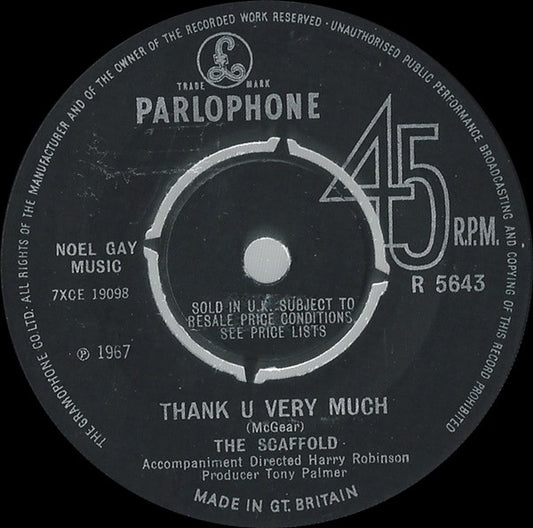 THE GRAMOPHONE CO. LTD. ALL RIGHTS OF THE MANUFACTURER AND OF THE OWNER OF THE RECORDED WORK RESERVED · UNAUTHORISED PUBLIC PERFORMANCE BROADCASTING AND COPYING OF THIS RECORD PROHIBITED
£
TRADE MARK
PARLOPHONE
45
R.P.M.
NOEL GAY
MUSIC
7XCE 19098
R 5643
SOLD IN U.K. SUBJECT TO
RESALE PRICE CONDITIONS
SEE PRICE LISTS
℗ 1967
THANK U VERY MUCH
(McGear)
THE SCAFFOLD
Accompaniment Directed Harry Robinson
Producer Tony Palmer
MADE IN GT. BRITAIN